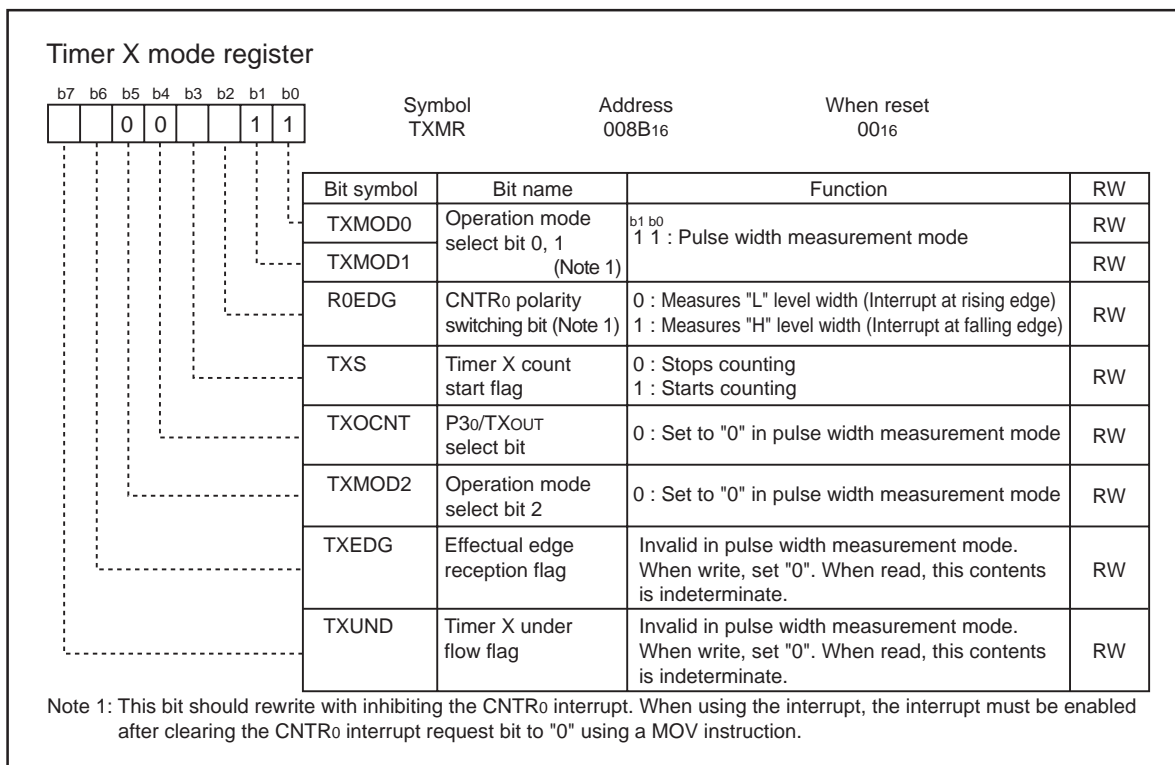 Timer X mode register
b7 b6 b5 b4 b3 b2 b1 b0
0 0 1 1
Symbol Address When reset
TXMR 008B16 0016
Bit symbol Bit name Function RW
TXMOD0 Operation mode select bit 0, 1 (Note 1) b1 b0 RW
1 1 : Pulse width measurement mode
TXMOD1 RW
R0EDG CNTR0 polarity switching bit (Note 1) 0 : Measures "L" level width (Interrupt at rising edge) RW
1 : Measures "H" level width (Interrupt at falling edge)
TXS Timer X count start flag 0 : Stops counting RW
1 : Starts counting
TXOCNT P30/TXOUT select bit 0 : Set to "0" in pulse width measurement mode RW
TXMOD2 Operation mode select bit 2 0 : Set to "0" in pulse width measurement mode RW
TXEDG Effectual edge reception flag Invalid in pulse width measurement mode. RW
When write, set "0". When read, this contents
is indeterminate.
TXUND Timer X under flow flag Invalid in pulse width measurement mode. RW
When write, set "0". When read, this contents
is indeterminate.
Note 1: This bit should rewrite with inhibiting the CNTR0 interrupt. When using the interrupt, the interrupt must be enabled
after clearing the CNTR0 interrupt request bit to "0" using a MOV instruction.